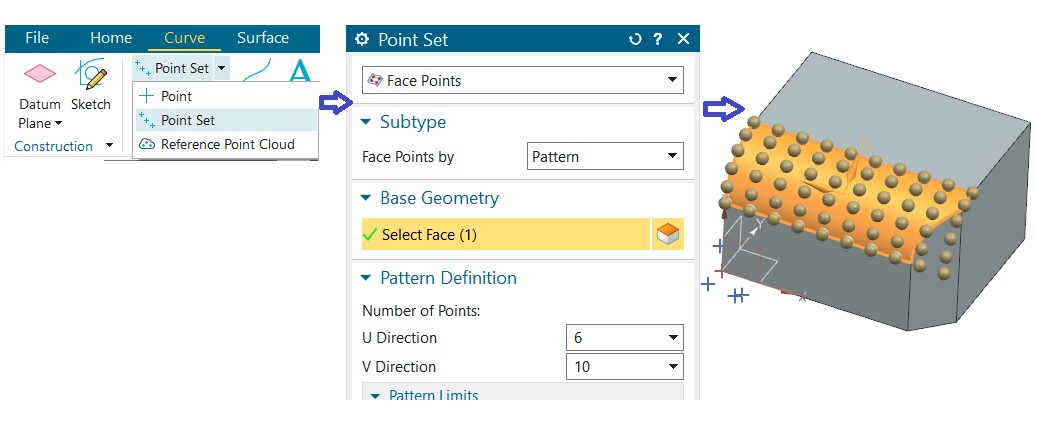 File Home Curve Surface
Point Set
A
Datum Plane
Sketch
Point
Point Set
Reference Point Cloud
Construction
Point Set
Face Points
Subtype
Face Points by Pattern
Base Geometry
Select Face (1)
Pattern Definition
Number of Points:
U Direction 6
V Direction 10
Pattern Limits
Y
X